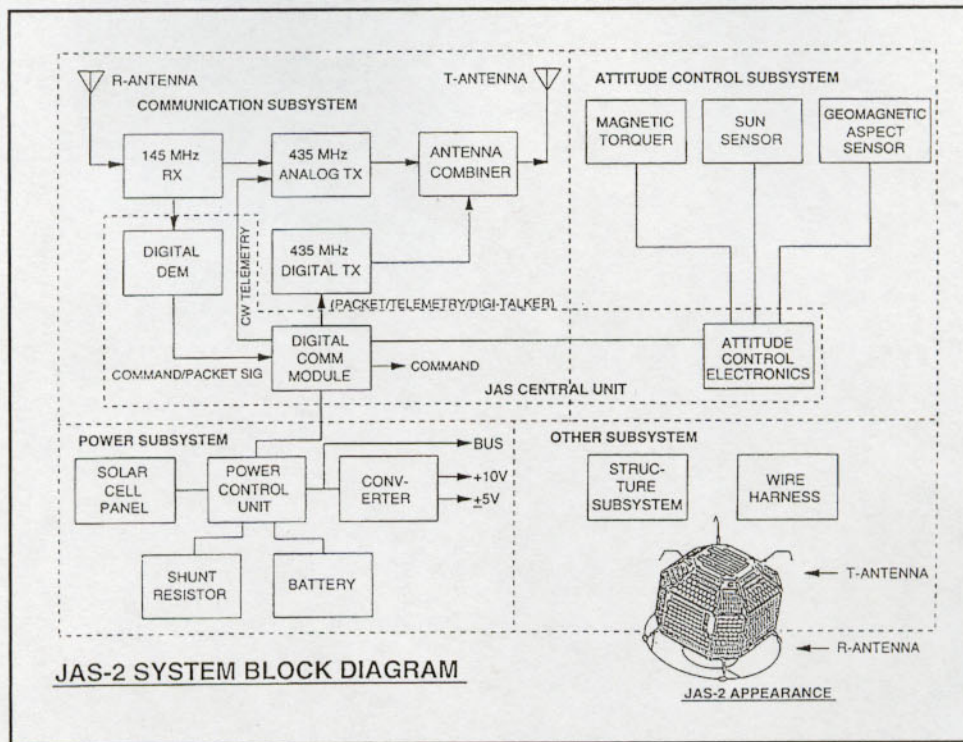 R-ANTENNA
T-ANTENNA
COMMUNICATION SUBSYSTEM
145 MHz
RX
435 MHz
ANALOG TX
ANTENNA
COMBINER
DIGITAL
DEM
CW TELEMETRY
435 MHz
DIGITAL TX
(PACKET/TELEMETRY/DIGI-TALKER)
COMMAND/PACKET SIG
DIGITAL
COMM
MODULE
COMMAND
JAS CENTRAL UNIT
ATTITUDE CONTROL SUBSYSTEM
MAGNETIC
TORQUER
SUN
SENSOR
GEOMAGNETIC
ASPECT
SENSOR
ATTITUDE
CONTROL
ELECTRONICS
POWER SUBSYSTEM
SOLAR
CELL
PANEL
POWER
CONTROL
UNIT
CONV-
ERTER
BUS
+10V
±5V
SHUNT
RESISTOR
BATTERY
OTHER SUBSYSTEM
STRUC-
TURE
SUBSYSTEM
WIRE
HARNESS
T-ANTENNA
R-ANTENNA
JAS-2 APPEARANCE
JAS-2 SYSTEM BLOCK DIAGRAM